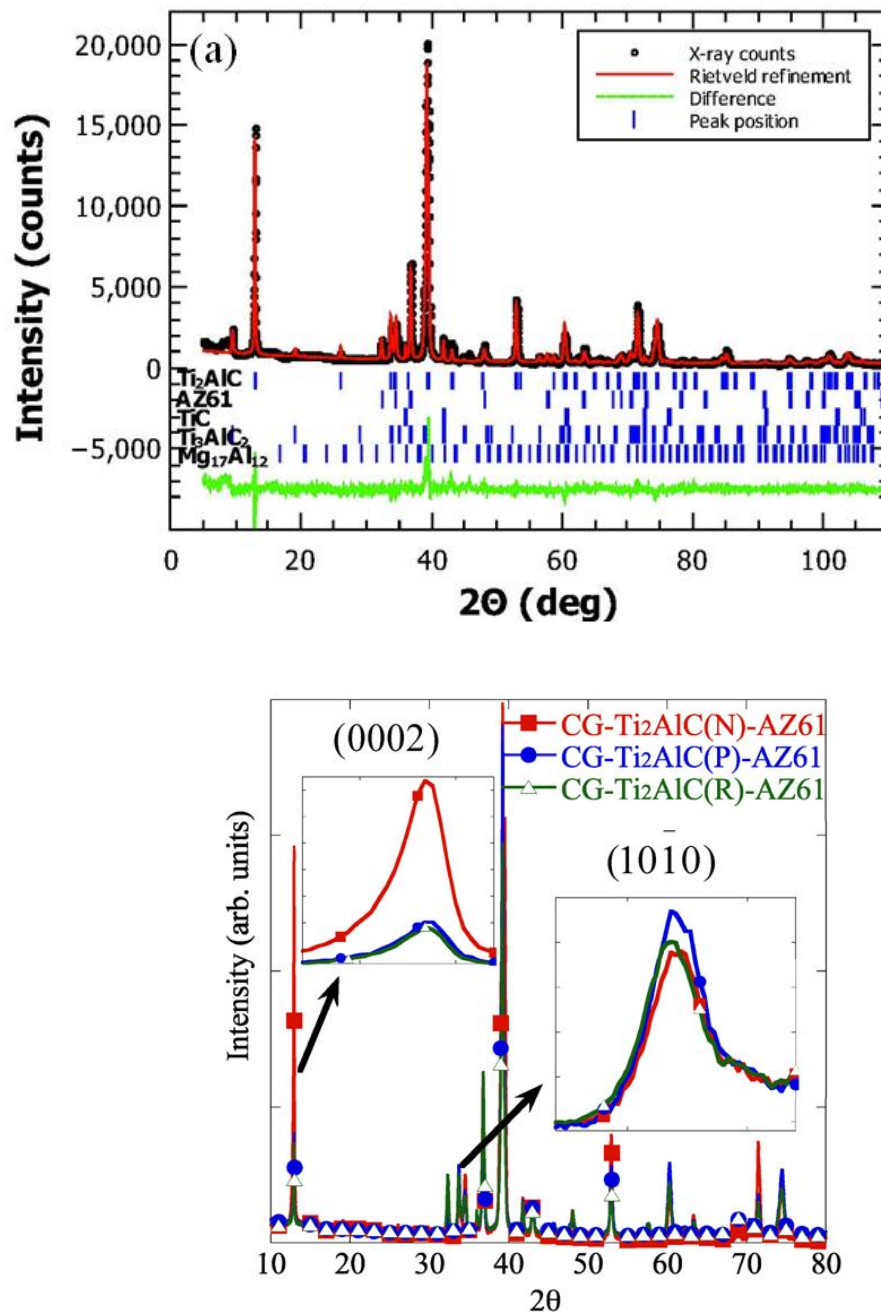 (a)
X-ray counts
Rietveld refinement
Difference
Peak position
20,000
15,000
10,000
5,000
0
−5,000
Intensity (counts)
Ti₂AlC
AZ61
TiC
Ti₃AlC₂
Mg₁₇Al₁₂
0 20 40 60 80 100
2Θ (deg)
CG-Ti₂AlC(N)-AZ61
CG-Ti₂AlC(P)-AZ61
CG-Ti₂AlC(R)-AZ61
(0002)
(101̄0)
Intensity (arb. units)
10 20 30 40 50 60 70 80
2θ